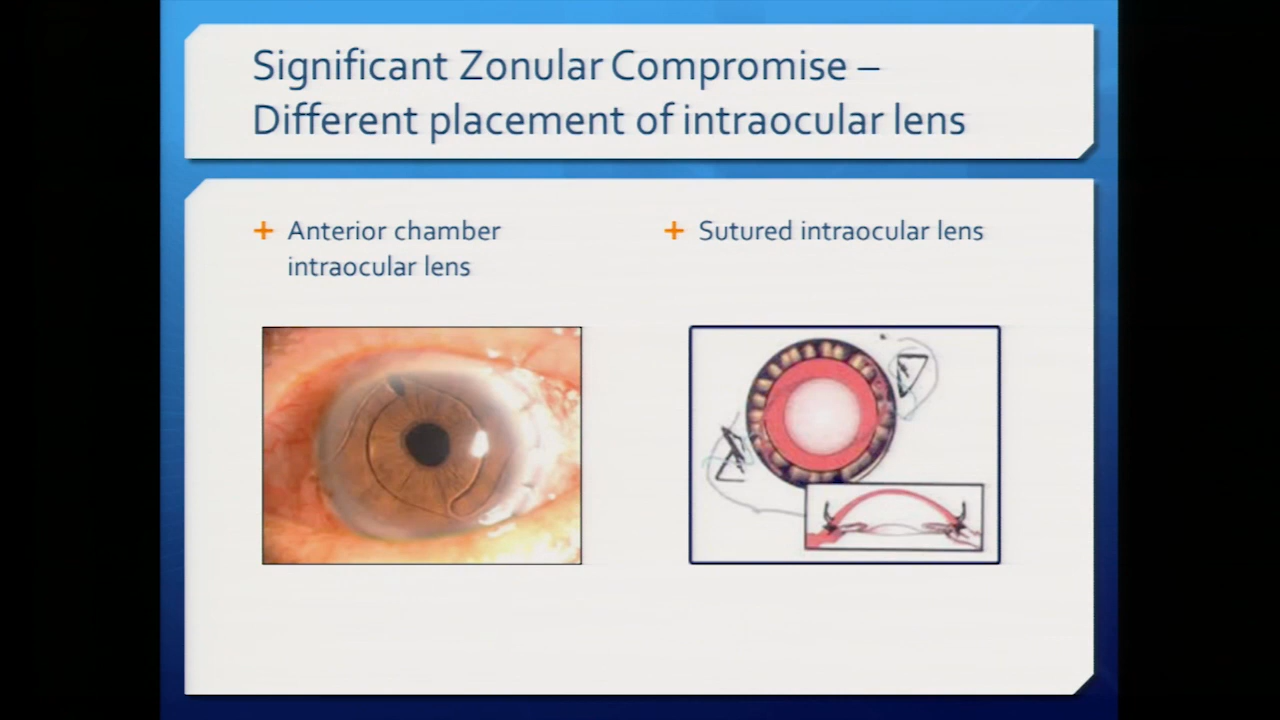 Significant Zonular Compromise –
Different placement of intraocular lens
+ Anterior chamber
intraocular lens
+ Sutured intraocular lens